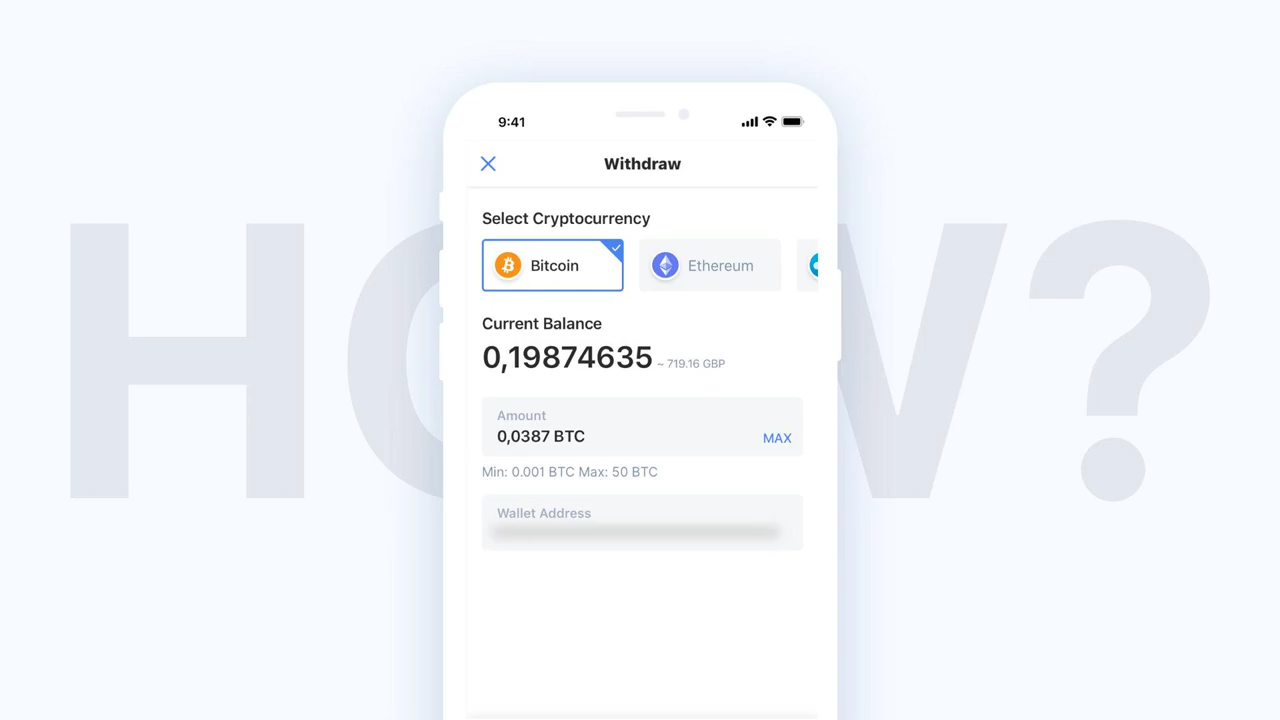 HOW?
9:41
Withdraw
Select Cryptocurrency
Bitcoin
Ethereum
Current Balance
0,19874635 ~ 719.16 GBP
Amount
0,0387 BTC
MAX
Min: 0.001 BTC Max: 50 BTC
Wallet Address